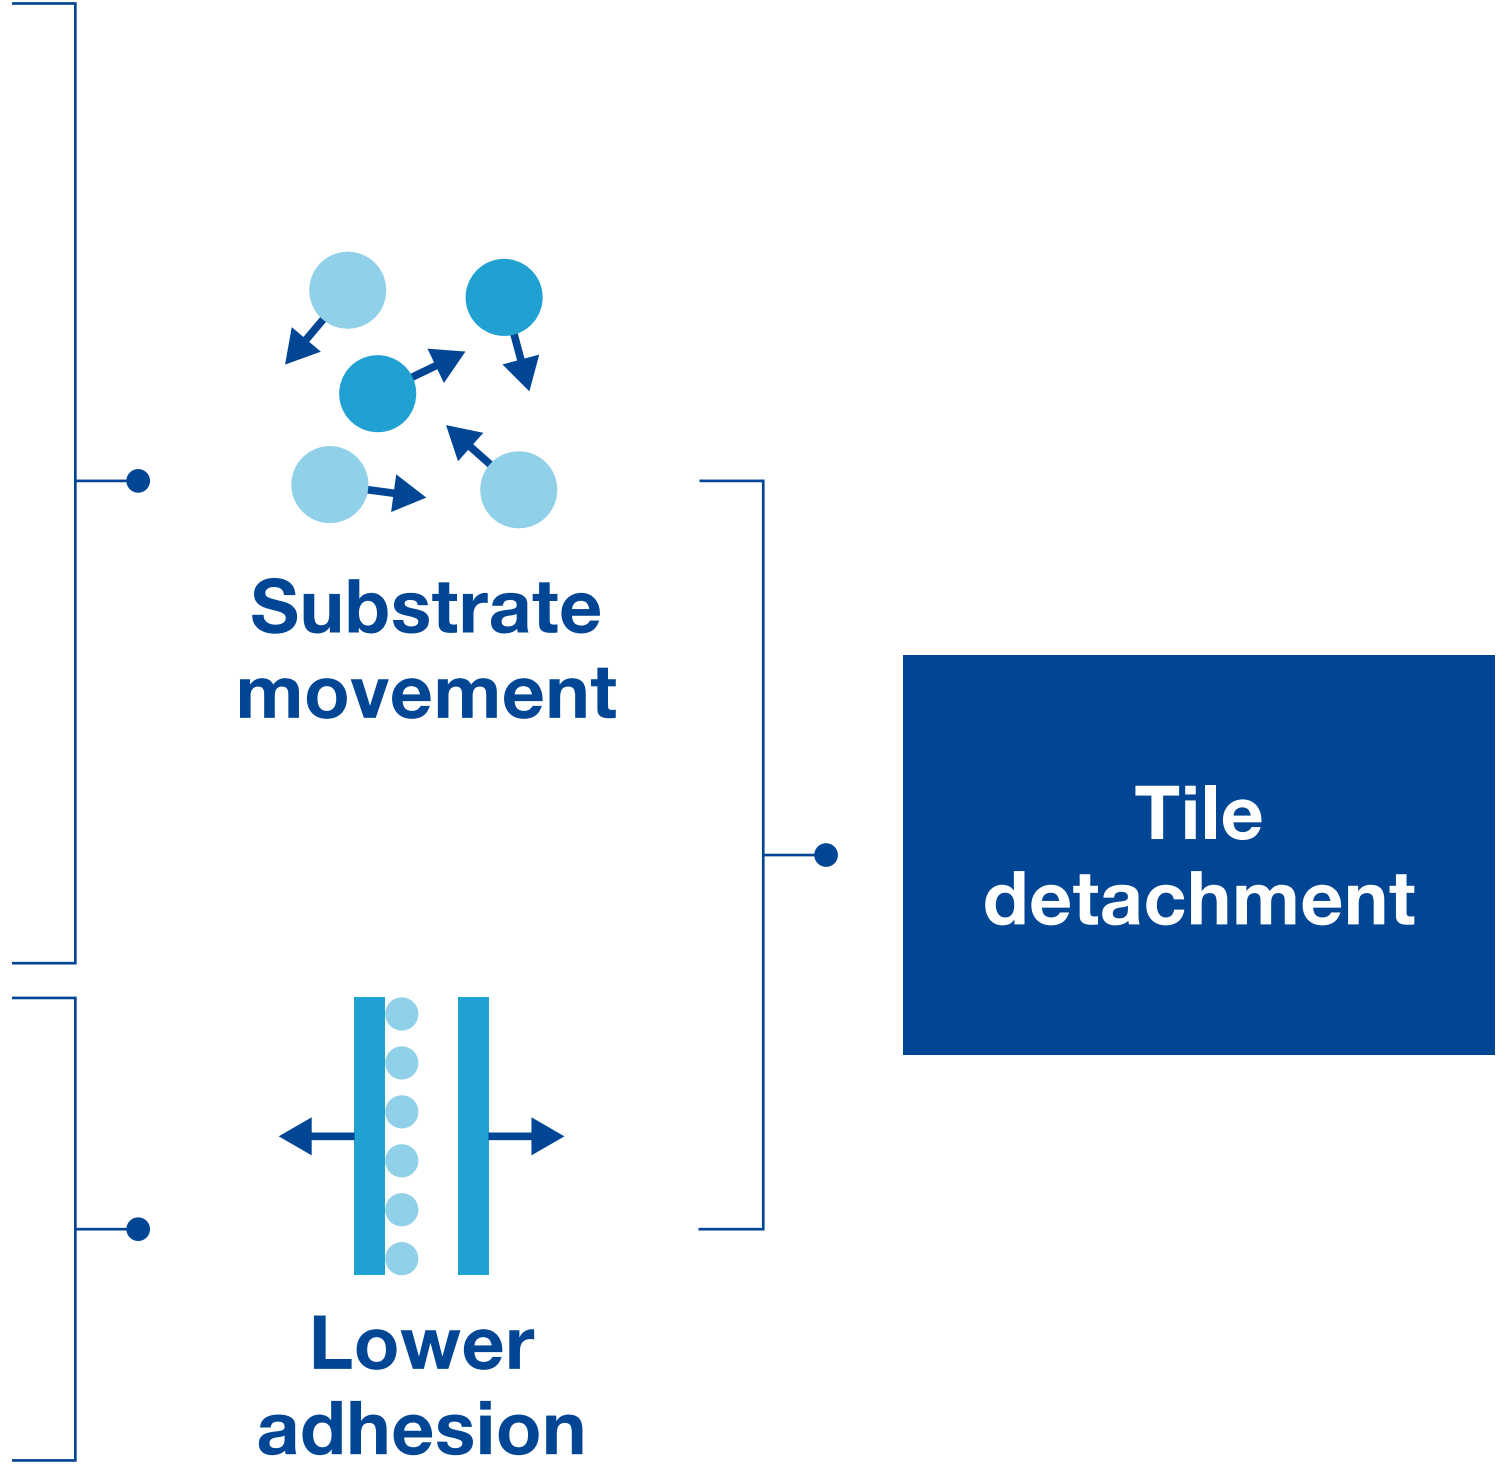 Substrate
movement
Tile
detachment
Lower
adhesion